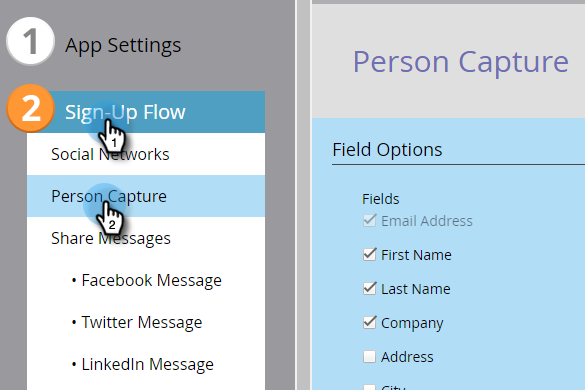 1 App Settings
2 Sign-Up Flow
1
Social Networks
Person Capture
2
Share Messages
• Facebook Message
• Twitter Message
• LinkedIn Message
Person Capture
Field Options
Fields
Email Address
First Name
Last Name
Company
Address
City